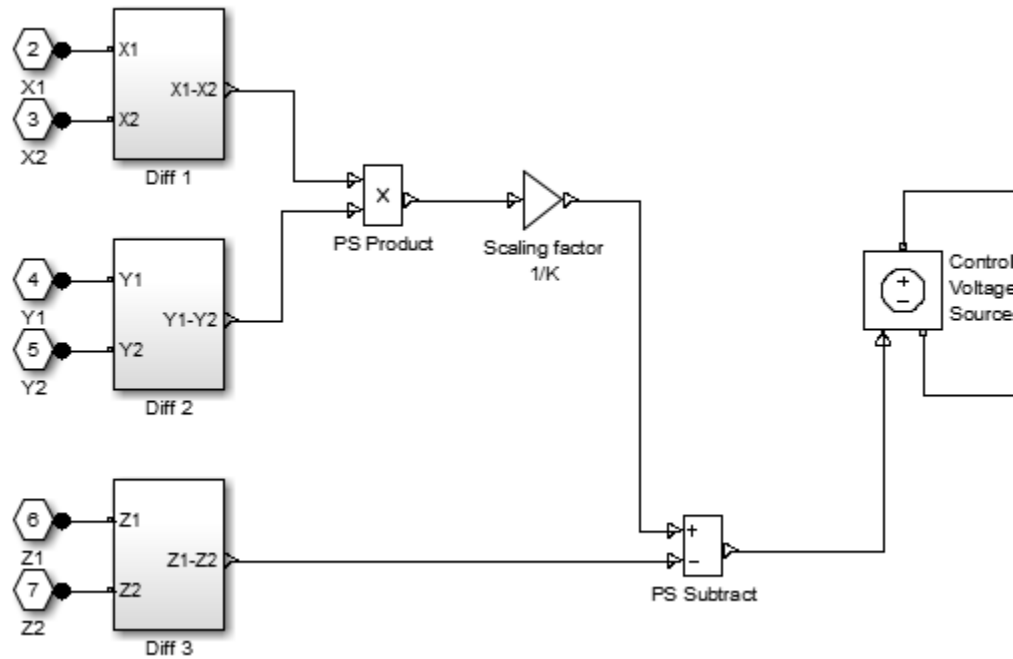 2
X1
3
X2
X1
X2
X1-X2
Diff 1
4
Y1
5
Y2
Y1
Y2
Y1-Y2
Diff 2
6
Z1
7
Z2
Z1
Z2
Z1-Z2
Diff 3
X
PS Product
Scaling factor
1/K
+
−
PS Subtract
+
−
Control
Voltage
Source